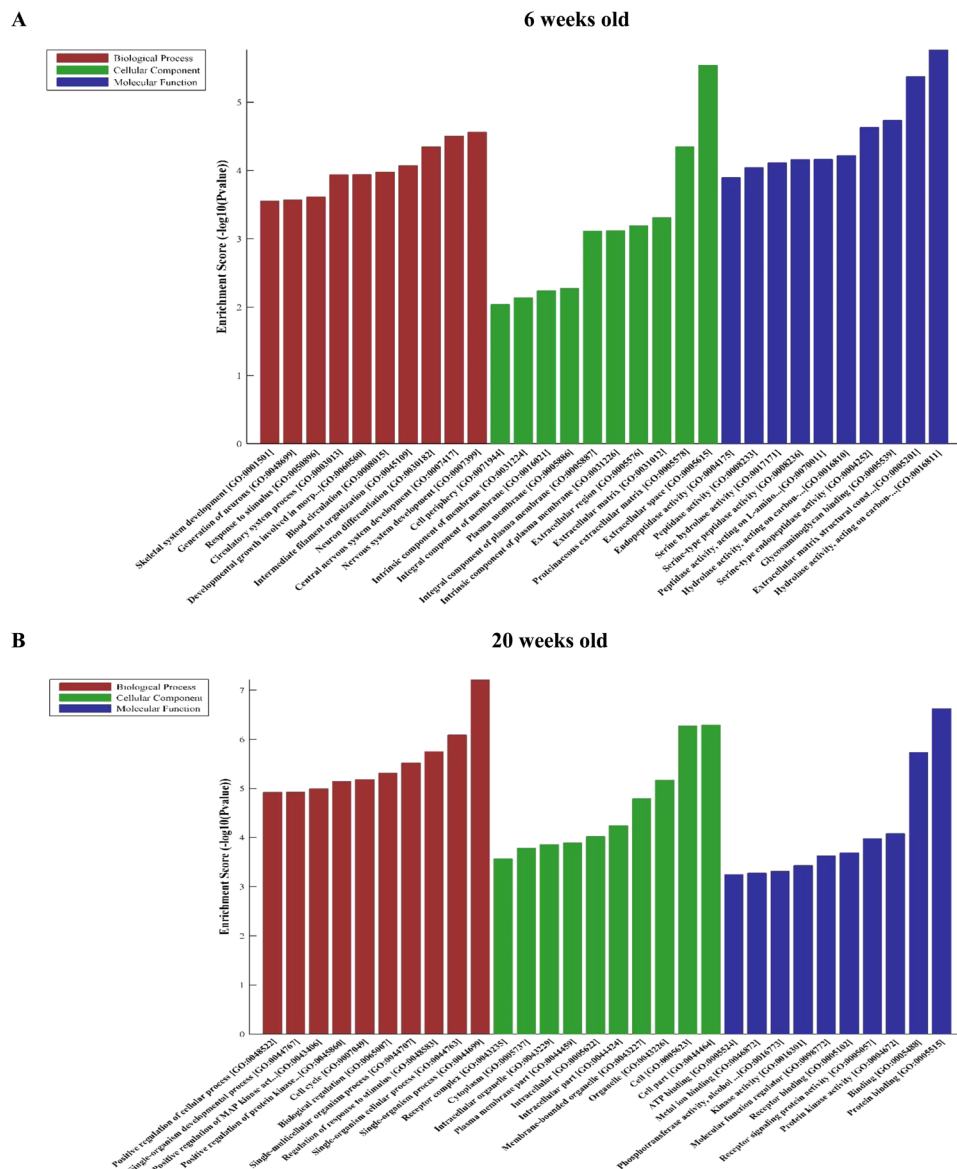 A
6 weeks old
Biological Process
Cellular Component
Molecular Function
Enrichment Score (-log10(Pvalue))
5
4
3
2
1
0
Skeletal system development [GO:0001501]
Generation of neurons [GO:0048699]
Response to stimulus [GO:0050896]
Circulatory system process [GO:0003013]
Developmental growth involved in morp...[GO:0060560]
Blood circulation [GO:0008015]
Intermediate filament organization [GO:0045109]
Neuron differentiation [GO:0030182]
Central nervous system development [GO:0007417]
Nervous system development [GO:0007399]
Cell periphery [GO:0071944]
Intrinsic component of membrane [GO:0031224]
Integral component of membrane [GO:0016021]
Plasma membrane [GO:0005886]
Integral component of plasma membrane [GO:0005887]
Intrinsic component of plasma membrane [GO:0031226]
Extracellular region [GO:0005576]
Extracellular matrix [GO:0031012]
Proteinaceous extracellular matrix [GO:0005578]
Extracellular space [GO:0005615]
Endopeptidase activity [GO:0004175]
Peptidase activity [GO:0008233]
Serine hydrolase activity [GO:0017171]
Serine-type peptidase activity [GO:0008236]
Peptidase activity, acting on L-amino...[GO:0070011]
Hydrolase activity, acting on carbon-...[GO:0016810]
Serine-type endopeptidase activity [GO:0004252]
Glycosaminoglycan binding [GO:0005539]
Extracellular matrix structural const...[GO:0005201]
Hydrolase activity, acting on carbon-...[GO:0016811]
B
20 weeks old
Biological Process
Cellular Component
Molecular Function
Enrichment Score (-log10(Pvalue))
7
6
5
4
3
2
1
0
Positive regulation of cellular process [GO:0048522]
Single-organism developmental process [GO:0044767]
Positive regulation of MAP kinase act...[GO:0043406]
Positive regulation of protein kinase...[GO:0045860]
Cell cycle [GO:0007049]
Biological regulation [GO:0065007]
Single-multicellular organism process [GO:0044707]
Regulation of response to stimulus [GO:0048583]
Single-organism cellular process [GO:0044763]
Single-organism process [GO:0044699]
Receptor complex [GO:0043235]
Cytoplasm [GO:0005737]
Intracellular organelle [GO:0043229]
Plasma membrane part [GO:0044459]
Intracellular [GO:0005622]
Intracellular part [GO:0044424]
Membrane-bounded organelle [GO:0043227]
Organelle [GO:0043226]
Cell [GO:0005623]
Cell part [GO:0044464]
ATP binding [GO:0005524]
Metal ion binding [GO:0046872]
Phosphotransferase activity, alcohol ...[GO:0016773]
Kinase activity [GO:0016301]
Molecular function regulator [GO:0098772]
Receptor binding [GO:0005102]
Receptor signaling protein activity [GO:0005057]
Protein kinase activity [GO:0004672]
Binding [GO:0005488]
Protein binding [GO:0005515]